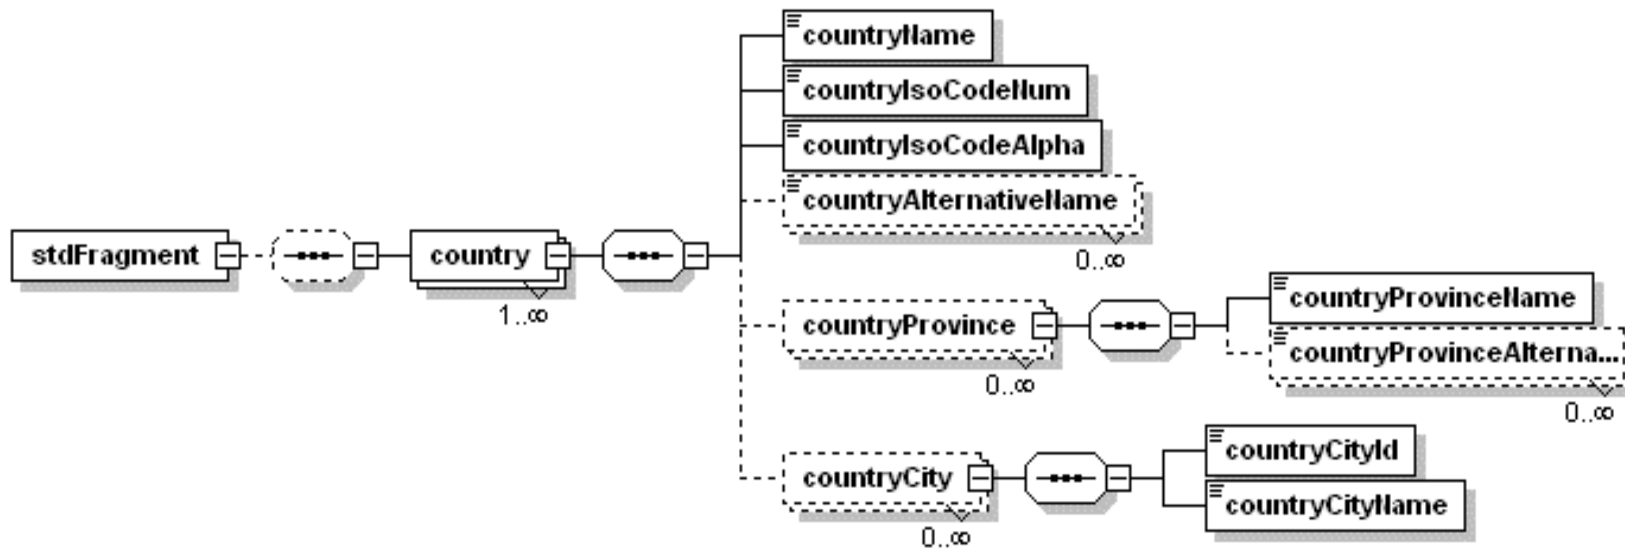 countryName
countryIsoCodeNum
countryIsoCodeAlpha
countryAlternativeName
0..∞
stdFragment
country
1..∞
countryProvince
0..∞
countryProvinceName
countryProvinceAlterna...
0..∞
countryCity
0..∞
countryCityId
countryCityName